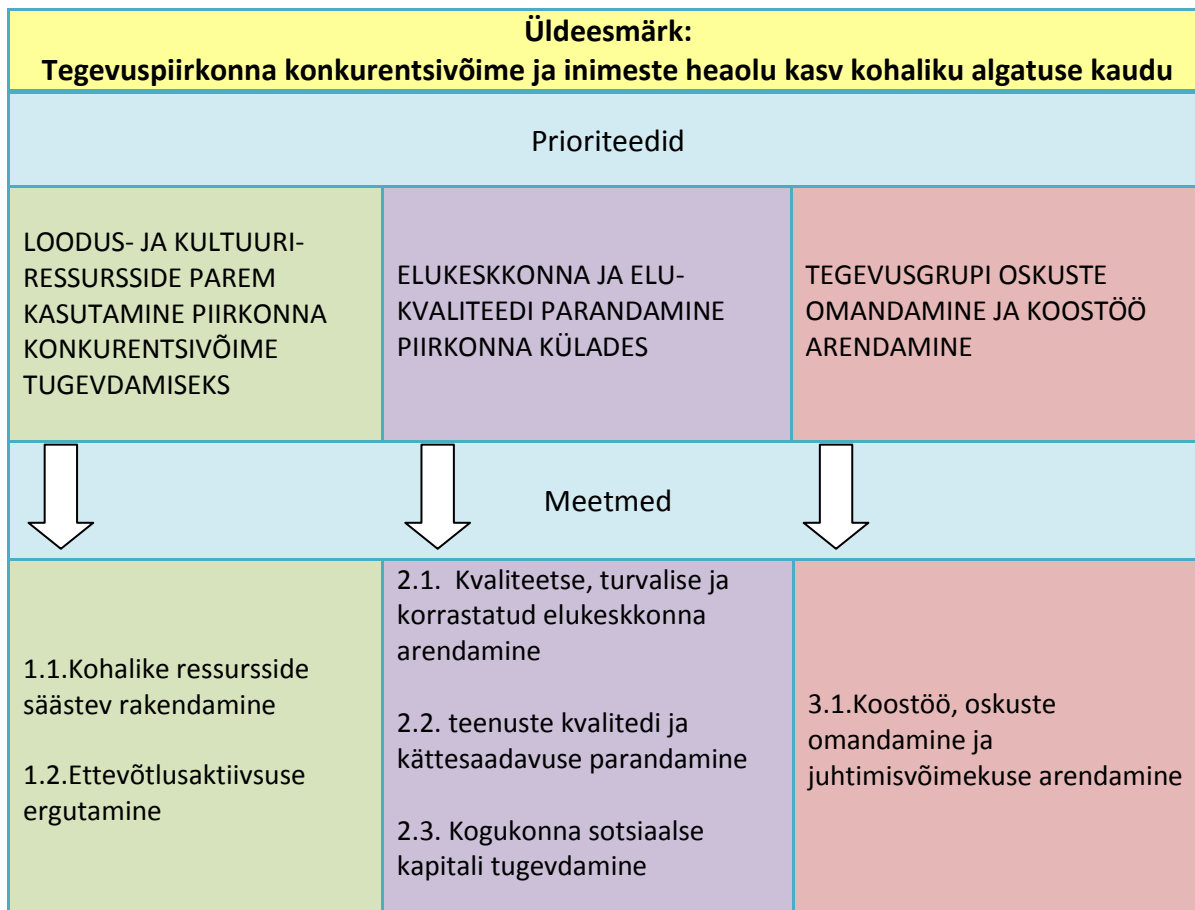 Üldeesmärk:
Tegevuspiirkonna konkurentsivõime ja inimeste heaolu kasv kohaliku algatuse kaudu
Prioriteedid
LOODUS- JA KULTUURI-
RESSURSSIDE PAREM
KASUTAMINE PIIRKONNA
KONKURENTSIVÕIME
TUGEVDAMISEKS
ELUKESKKONNA JA ELU-
KVALITEEDI PARANDAMINE
PIIRKONNA KÜLADES
TEGEVUSGRUPI OSKUSTE
OMANDAMINE JA KOOSTÖÖ
ARENDAMINE
Meetmed
1.1.Kohalike ressursside
säästev rakendamine
1.2.Ettevõtlusaktiivsuse
ergutamine
2.1. Kvaliteetse, turvalise ja
korrastatud elukeskkonna
arendamine
2.2. teenuste kvalitedi ja
kättesaadavuse parandamine
2.3. Kogukonna sotsiaalse
kapitali tugevdamine
3.1.Koostöö, oskuste
omandamine ja
juhtimisvõimekuse arendamine